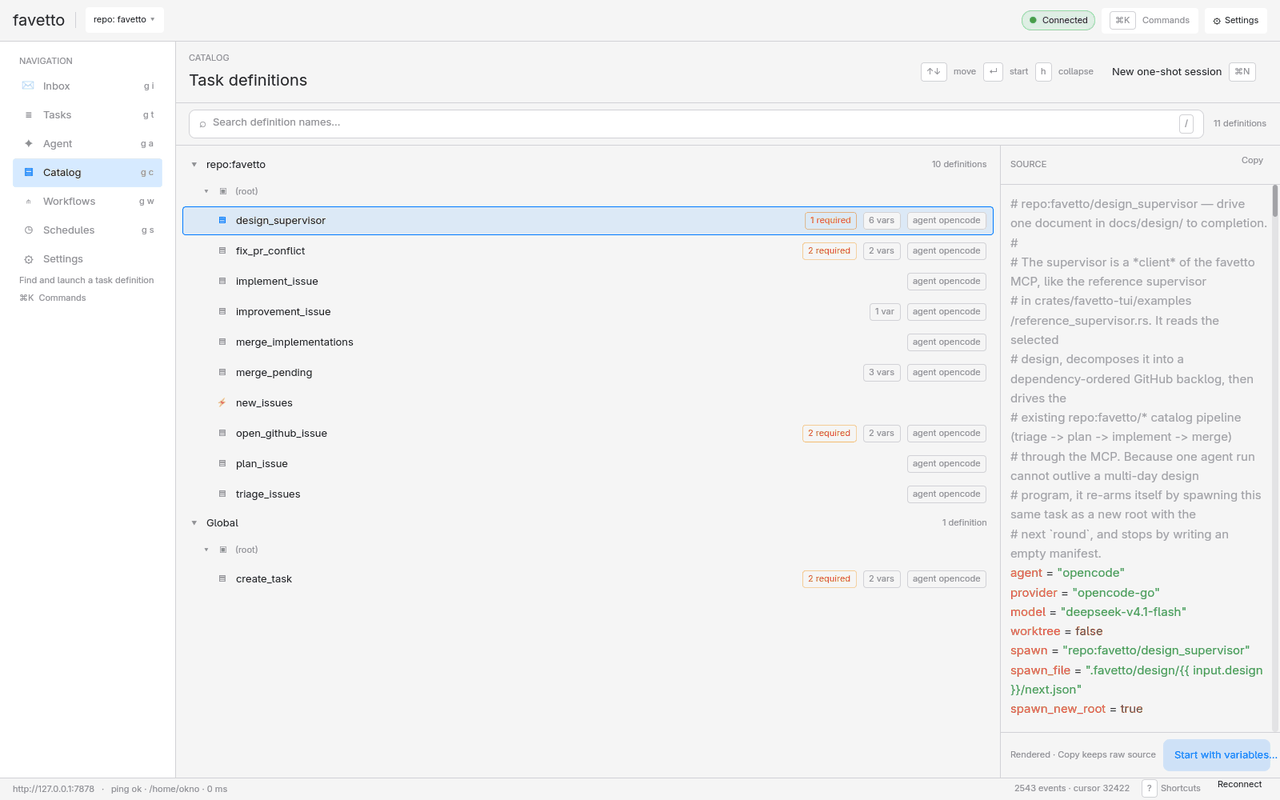 favetto
repo: favetto
Connected
⌘K Commands
Settings
NAVIGATION
Inbox g i
Tasks g t
Agent g a
Catalog g c
Workflows g w
Schedules g s
Settings
Find and launch a task definition
⌘K Commands
CATALOG
Task definitions
↑↓ move ↵ start h collapse New one-shot session ⌘N
Search definition names... /
11 definitions
repo:favetto 10 definitions
(root)
design_supervisor 1 required 6 vars agent opencode
fix_pr_conflict 2 required 2 vars agent opencode
implement_issue agent opencode
improvement_issue 1 var agent opencode
merge_implementations agent opencode
merge_pending 3 vars agent opencode
new_issues
open_github_issue 2 required 2 vars agent opencode
plan_issue agent opencode
triage_issues agent opencode
Global 1 definition
(root)
create_task 2 required 2 vars agent opencode
SOURCE Copy
# repo:favetto/design_supervisor — drive
one document in docs/design/ to completion.
#
# The supervisor is a *client* of the favetto
MCP, like the reference supervisor
# in crates/favetto-tui/examples
/reference_supervisor.rs. It reads the
selected
# design, decomposes it into a
dependency-ordered GitHub backlog, then
drives the
# existing repo:favetto/* catalog pipeline
(triage -> plan -> implement -> merge)
# through the MCP. Because one agent run
cannot outlive a multi-day design
# program, it re-arms itself by spawning this
same task as a new root with the
# next `round`, and stops by writing an
empty manifest.
agent = "opencode"
provider = "opencode-go"
model = "deepseek-v4.1-flash"
worktree = false
spawn = "repo:favetto/design_supervisor"
spawn_file = ".favetto/design/{{ input.design
}}/next.json"
spawn_new_root = true
Rendered · Copy keeps raw source Start with variables...
http://127.0.0.1:7878 · ping ok · /home/okno · 0 ms
2543 events · cursor 32422 ? Shortcuts Reconnect